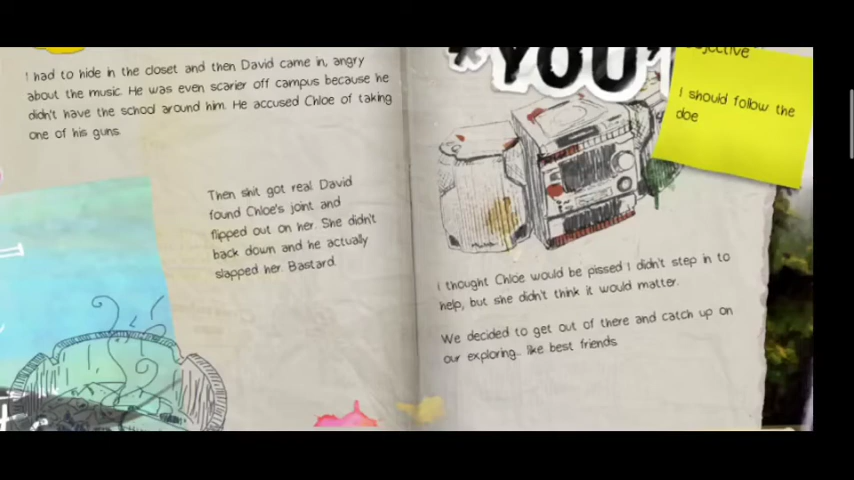 I had to hide in the closet and then David came in, angry
about the music. He was even scarier off campus because he
didn't have the school around him. He accused Chloe of taking
one of his guns.
Then shit got real. David
found Chloe's joint and
flipped out on her. She didn't
back down and he actually
slapped her. Bastard.
"YOU"
I thought Chloe would be pissed I didn't step in to
help, but she didn't think it would matter.
We decided to get out of there and catch up on
our exploring... like best friends
I should follow the
doe